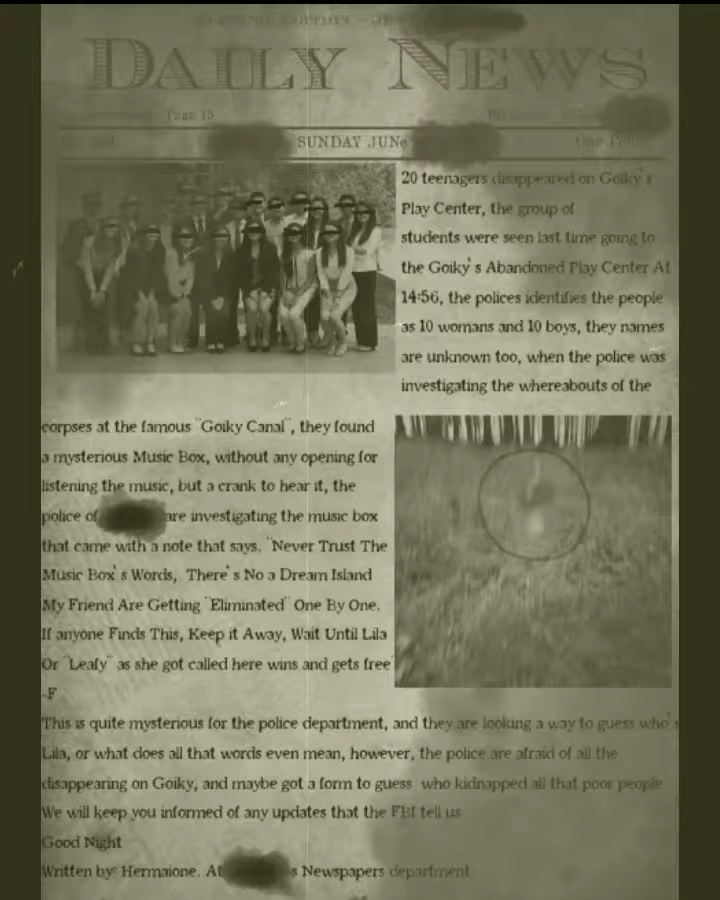 DAILY NEWS
Page 15
SUNDAY JUNe
20 teenagers disappeared on Goiky's
Play Center, the group of
students were seen last time going to
the Goiky's Abandoned Play Center At
14:56, the polices identifies the people
as 10 womans and 10 boys, they names
are unknown too, when the police was
investigating the whereabouts of the
corpses at the famous "Goiky Canal", they found
a mysterious Music Box, without any opening for
listening the music, but a crank to hear it, the
police of are investigating the music box
that came with a note that says. "Never Trust The
Music Box's Words, There's No a Dream Island
My Friend Are Getting "Eliminated" One By One.
If anyone Finds This, Keep it Away, Wait Until Lila
Or "Leafy" as she got called here wins and gets free"
-F
This is quite mysterious for the police department, and they are looking a way to guess who's
Lila, or what does all that words even mean, however, the police are afraid of all the
disappearing on Goiky, and maybe got a form to guess who kidnapped all that poor people
We will keep you informed of any updates that the FBI tell us
Good Night
Written by: Hermaione. At s Newspapers department.